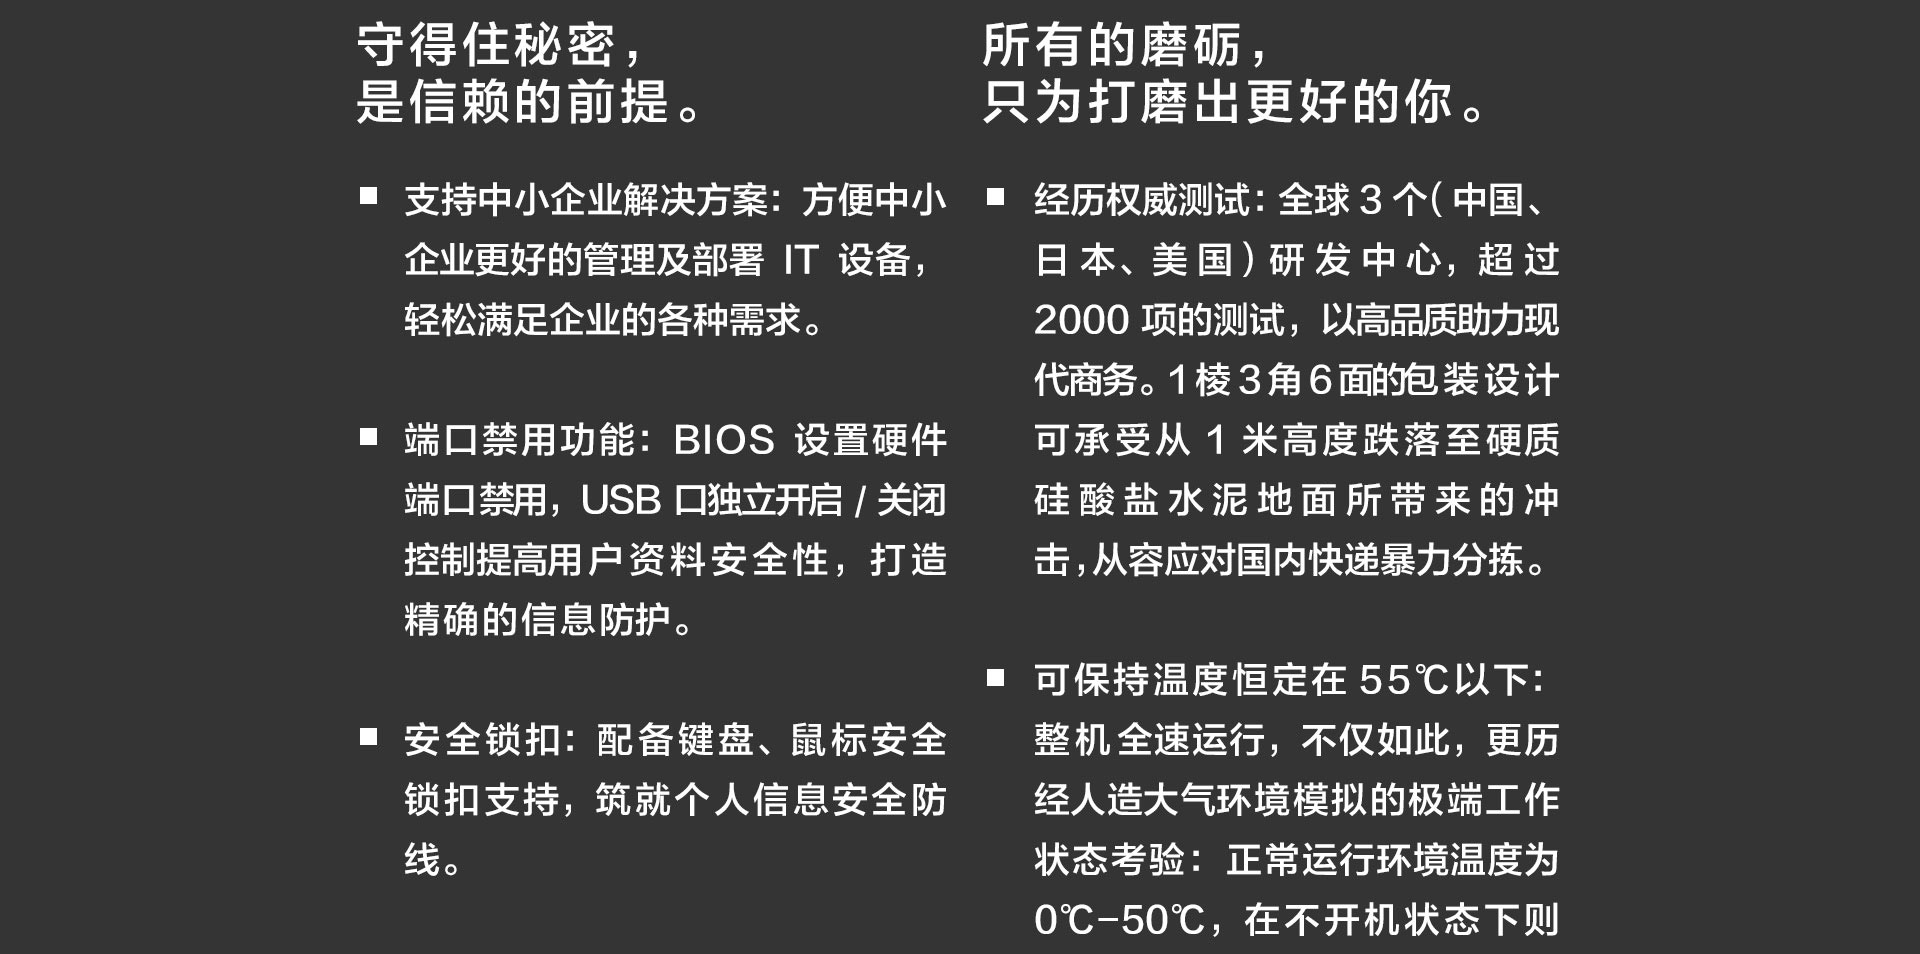 守得住秘密，
是信赖的前提。
支持中小企业解决方案：方便中小
企业更好的管理及部署 IT 设备，
轻松满足企业的各种需求。
端口禁用功能：BIOS 设置硬件
端口禁用，USB 口独立开启 / 关闭
控制提高用户资料安全性，打造
精确的信息防护。
安全锁扣：配备键盘、鼠标安全
锁扣支持，筑就个人信息安全防
线。
所有的磨砺，
只为打磨出更好的你。
经历权威测试：全球 3 个（中国、
日本、美国）研发中心，超过
2000 项的测试，以高品质助力现
代商务。1 棱 3 角 6 面的包装设计
可承受从 1 米高度跌落至硬质
硅酸盐水泥地面所带来的冲
击，从容应对国内快递暴力分拣。
可保持温度恒定在 55℃以下：
整机全速运行，不仅如此，更历
经人造大气环境模拟的极端工作
状态考验：正常运行环境温度为
0℃-50℃，在不开机状态下则